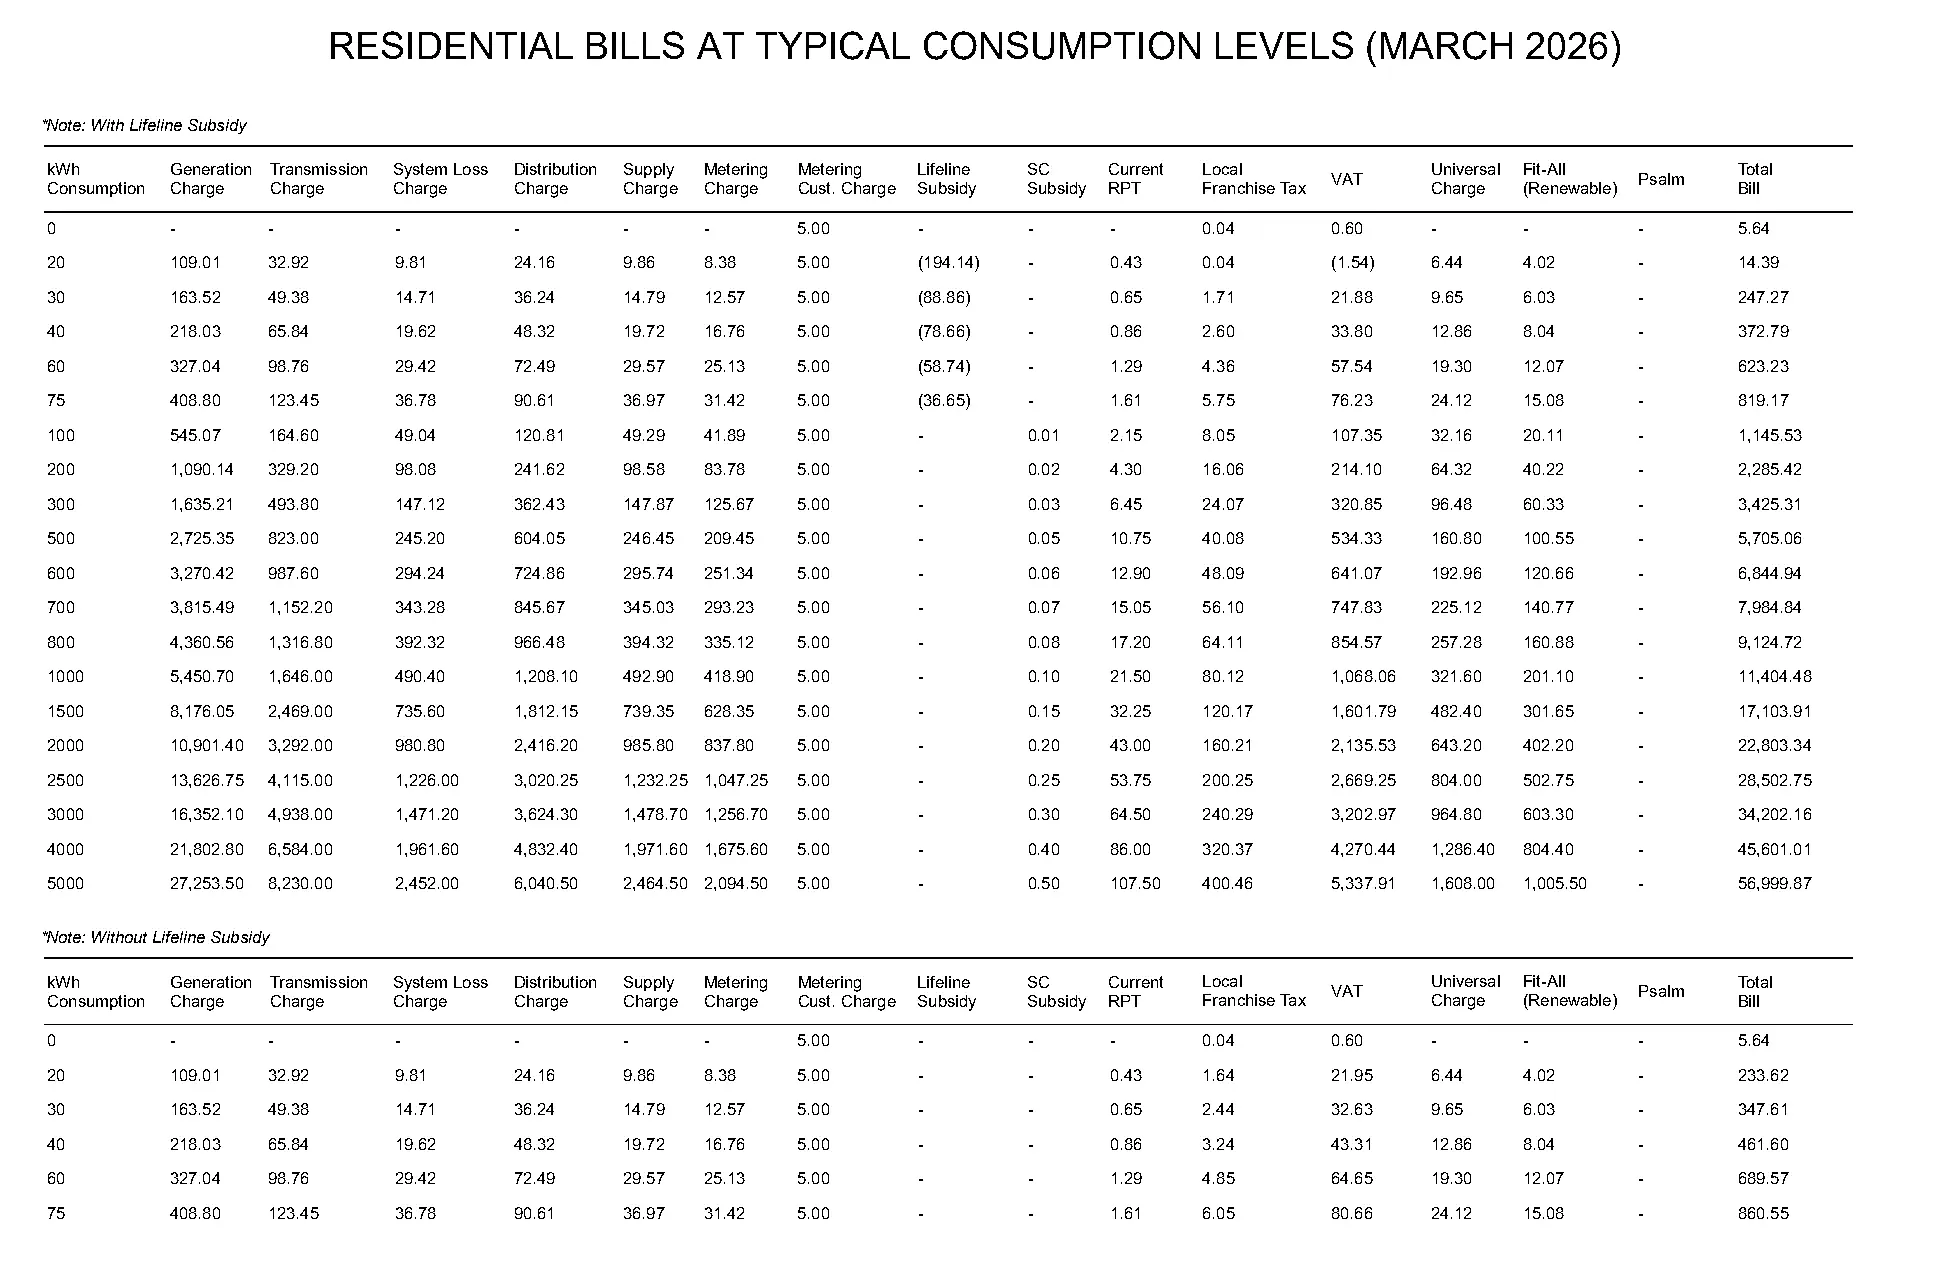 RESIDENTIAL BILLS AT TYPICAL CONSUMPTION LEVELS (MARCH 2026)
*Note: With Lifeline Subsidy
kWh Consumption Generation Charge Transmission Charge System Loss Charge Distribution Charge Supply Charge Metering Charge Metering Cust. Charge Lifeline Subsidy SC Subsidy Current RPT Local Franchise Tax VAT Universal Charge Fit-All (Renewable) Psalm Total Bill
0 - - - - - - 5.00 - - - 0.04 0.60 - - - 5.64
20 109.01 32.92 9.81 24.16 9.86 8.38 5.00 (194.14) - 0.43 0.04 (1.54) 6.44 4.02 - 14.39
30 163.52 49.38 14.71 36.24 14.79 12.57 5.00 (88.86) - 0.65 1.71 21.88 9.65 6.03 - 247.27
40 218.03 65.84 19.62 48.32 19.72 16.76 5.00 (78.66) - 0.86 2.60 33.80 12.86 8.04 - 372.79
60 327.04 98.76 29.42 72.49 29.57 25.13 5.00 (58.74) - 1.29 4.36 57.54 19.30 12.07 - 623.23
75 408.80 123.45 36.78 90.61 36.97 31.42 5.00 (36.65) - 1.61 5.75 76.23 24.12 15.08 - 819.17
100 545.07 164.60 49.04 120.81 49.29 41.89 5.00 - 0.01 2.15 8.05 107.35 32.16 20.11 - 1,145.53
200 1,090.14 329.20 98.08 241.62 98.58 83.78 5.00 - 0.02 4.30 16.06 214.10 64.32 40.22 - 2,285.42
300 1,635.21 493.80 147.12 362.43 147.87 125.67 5.00 - 0.03 6.45 24.07 320.85 96.48 60.33 - 3,425.31
500 2,725.35 823.00 245.20 604.05 246.45 209.45 5.00 - 0.05 10.75 40.08 534.33 160.80 100.55 - 5,705.06
600 3,270.42 987.60 294.24 724.86 295.74 251.34 5.00 - 0.06 12.90 48.09 641.07 192.96 120.66 - 6,844.94
700 3,815.49 1,152.20 343.28 845.67 345.03 293.23 5.00 - 0.07 15.05 56.10 747.83 225.12 140.77 - 7,984.84
800 4,360.56 1,316.80 392.32 966.48 394.32 335.12 5.00 - 0.08 17.20 64.11 854.57 257.28 160.88 - 9,124.72
1000 5,450.70 1,646.00 490.40 1,208.10 492.90 418.90 5.00 - 0.10 21.50 80.12 1,068.06 321.60 201.10 - 11,404.48
1500 8,176.05 2,469.00 735.60 1,812.15 739.35 628.35 5.00 - 0.15 32.25 120.17 1,601.79 482.40 301.65 - 17,103.91
2000 10,901.40 3,292.00 980.80 2,416.20 985.80 837.80 5.00 - 0.20 43.00 160.21 2,135.53 643.20 402.20 - 22,803.34
2500 13,626.75 4,115.00 1,226.00 3,020.25 1,232.25 1,047.25 5.00 - 0.25 53.75 200.25 2,669.25 804.00 502.75 - 28,502.75
3000 16,352.10 4,938.00 1,471.20 3,624.30 1,478.70 1,256.70 5.00 - 0.30 64.50 240.29 3,202.97 964.80 603.30 - 34,202.16
4000 21,802.80 6,584.00 1,961.60 4,832.40 1,971.60 1,675.60 5.00 - 0.40 86.00 320.37 4,270.44 1,286.40 804.40 - 45,601.01
5000 27,253.50 8,230.00 2,452.00 6,040.50 2,464.50 2,094.50 5.00 - 0.50 107.50 400.46 5,337.91 1,608.00 1,005.50 - 56,999.87
*Note: Without Lifeline Subsidy
kWh Consumption Generation Charge Transmission Charge System Loss Charge Distribution Charge Supply Charge Metering Charge Metering Cust. Charge Lifeline Subsidy SC Subsidy Current RPT Local Franchise Tax VAT Universal Charge Fit-All (Renewable) Psalm Total Bill
0 - - - - - - 5.00 - - - 0.04 0.60 - - - 5.64
20 109.01 32.92 9.81 24.16 9.86 8.38 5.00 - - 0.43 1.64 21.95 6.44 4.02 - 233.62
30 163.52 49.38 14.71 36.24 14.79 12.57 5.00 - - 0.65 2.44 32.63 9.65 6.03 - 347.61
40 218.03 65.84 19.62 48.32 19.72 16.76 5.00 - - 0.86 3.24 43.31 12.86 8.04 - 461.60
60 327.04 98.76 29.42 72.49 29.57 25.13 5.00 - - 1.29 4.85 64.65 19.30 12.07 - 689.57
75 408.80 123.45 36.78 90.61 36.97 31.42 5.00 - - 1.61 6.05 80.66 24.12 15.08 - 860.55